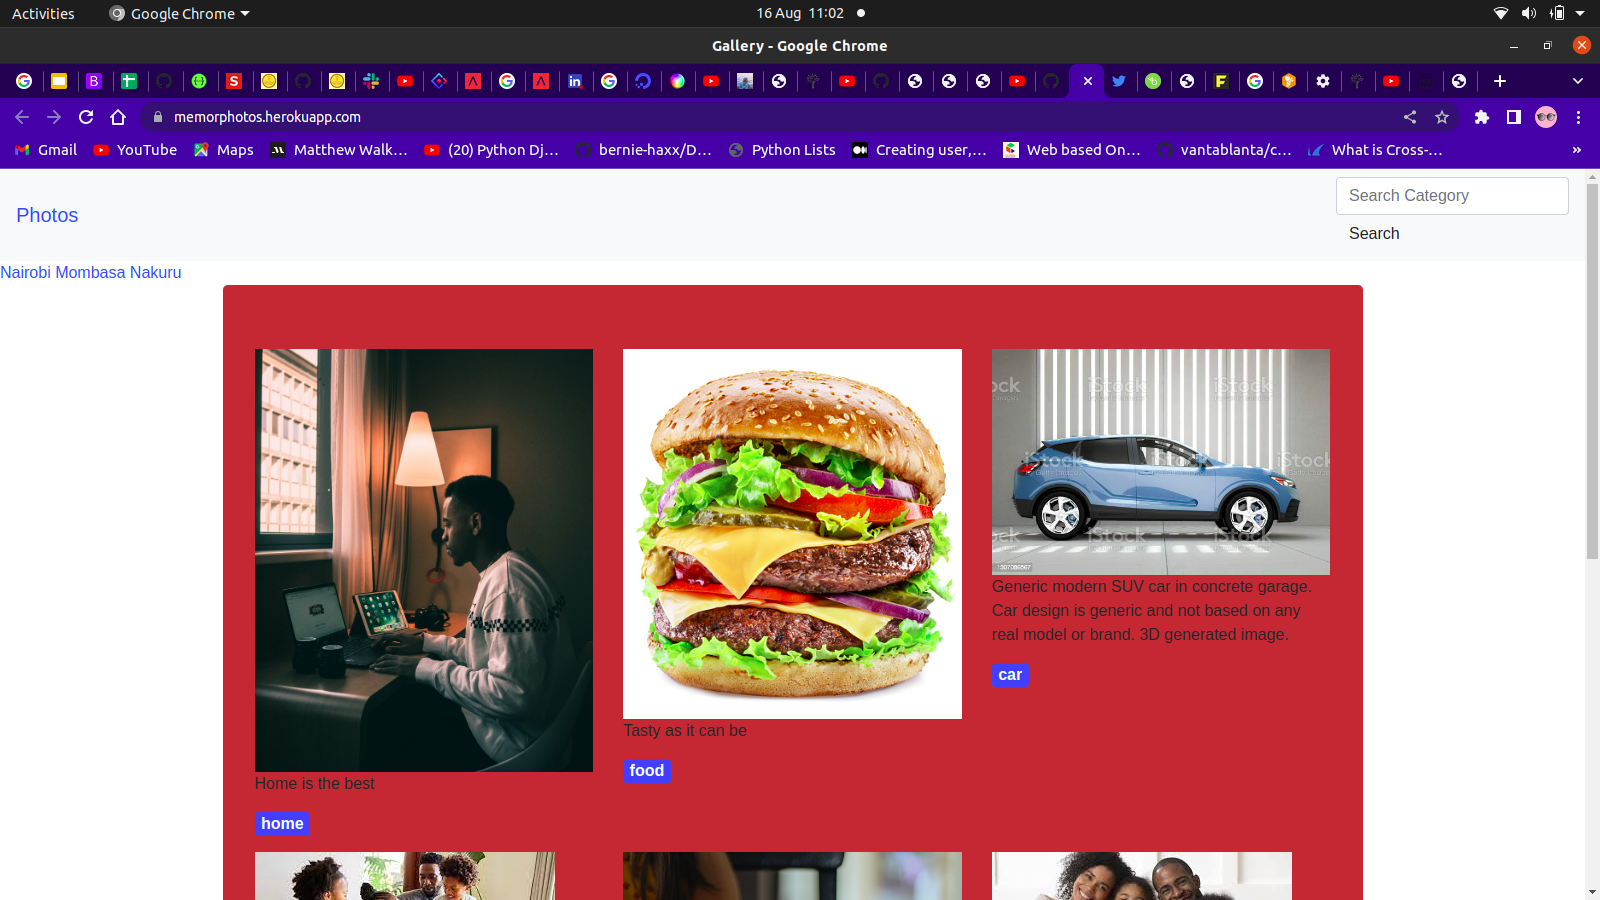 Activities Google Chrome 16 Aug 11:02
Gallery - Google Chrome
memorphotos.herokuapp.com
Gmail YouTube Maps Matthew Walk... (20) Python Dj... bernie-haxx/D... Python Lists Creating user,... Web based On... vantablanta/c... What is Cross-... »
Photos
Search Category
Search
Nairobi Mombasa Nakuru
iStock iStock
iStock iStock iStock
iStock iStock
Generic modern SUV car in concrete garage.
Car design is generic and not based on any
real model or brand. 3D generated image.
car
Tasty as it can be
food
Home is the best
home